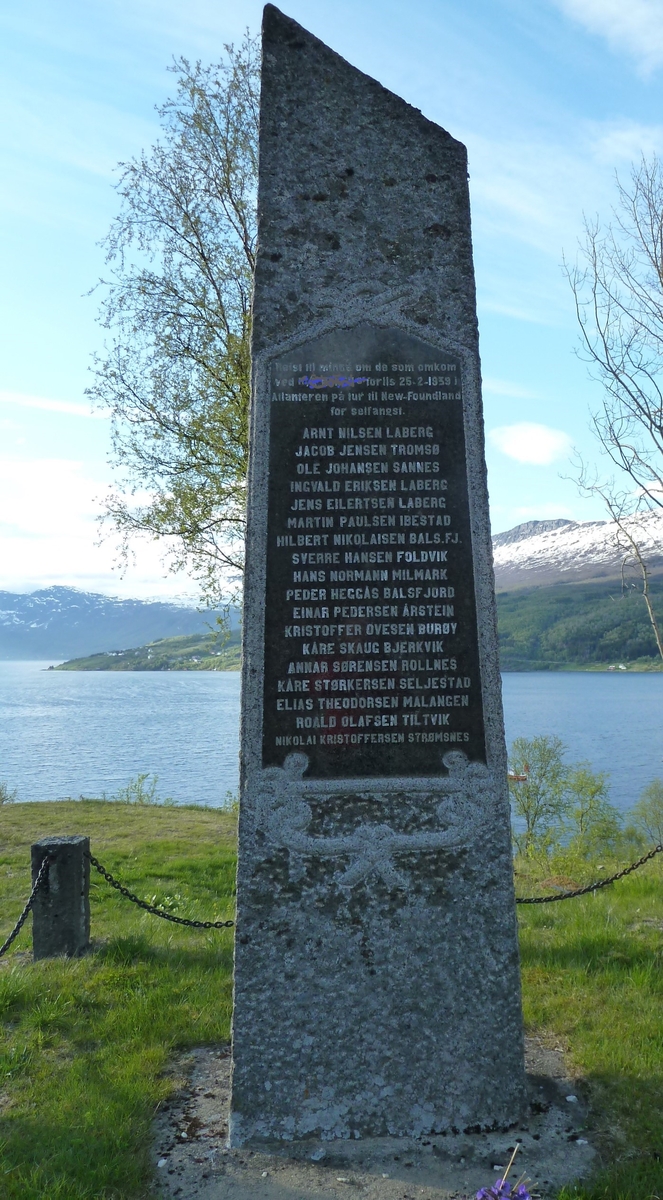 Reist til minne om de som omkom
ved forlis 25-2-1939 i
Atlanteren på tur til New-Foundland
for selfangst.
ARNT NILSEN LABERG
JACOB JENSEN TROMSØ
OLE JOHANSEN SANNES
INGVALD ERIKSEN LABERG
JENS EILERTSEN LABERG
MARTIN PAULSEN IBESTAD
HILBERT NIKOLAISEN BALS.FJ.
SVERRE HANSEN FOLDVIK
HANS NORMANN MILMARK
PEDER HEGGÅS BALSFJORD
EINAR PEDERSEN ÅRSTEIN
KRISTOFFER OVESEN BURØY
KÅRE SKAUG BJERKVIK
ANNAR SØRENSEN ROLLNES
KÅRE STØRKERSEN SELJESTAD
ELIAS THEODORSEN MALANGEN
ROALD OLAFSEN TILTVIK
NIKOLAI KRISTOFFERSEN STRØMSNES